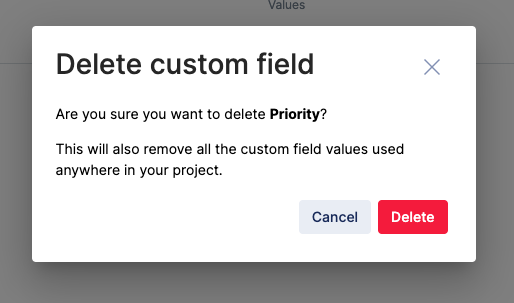 Values
Delete custom field
Are you sure you want to delete Priority?
This will also remove all the custom field values used
anywhere in your project.
Cancel
Delete